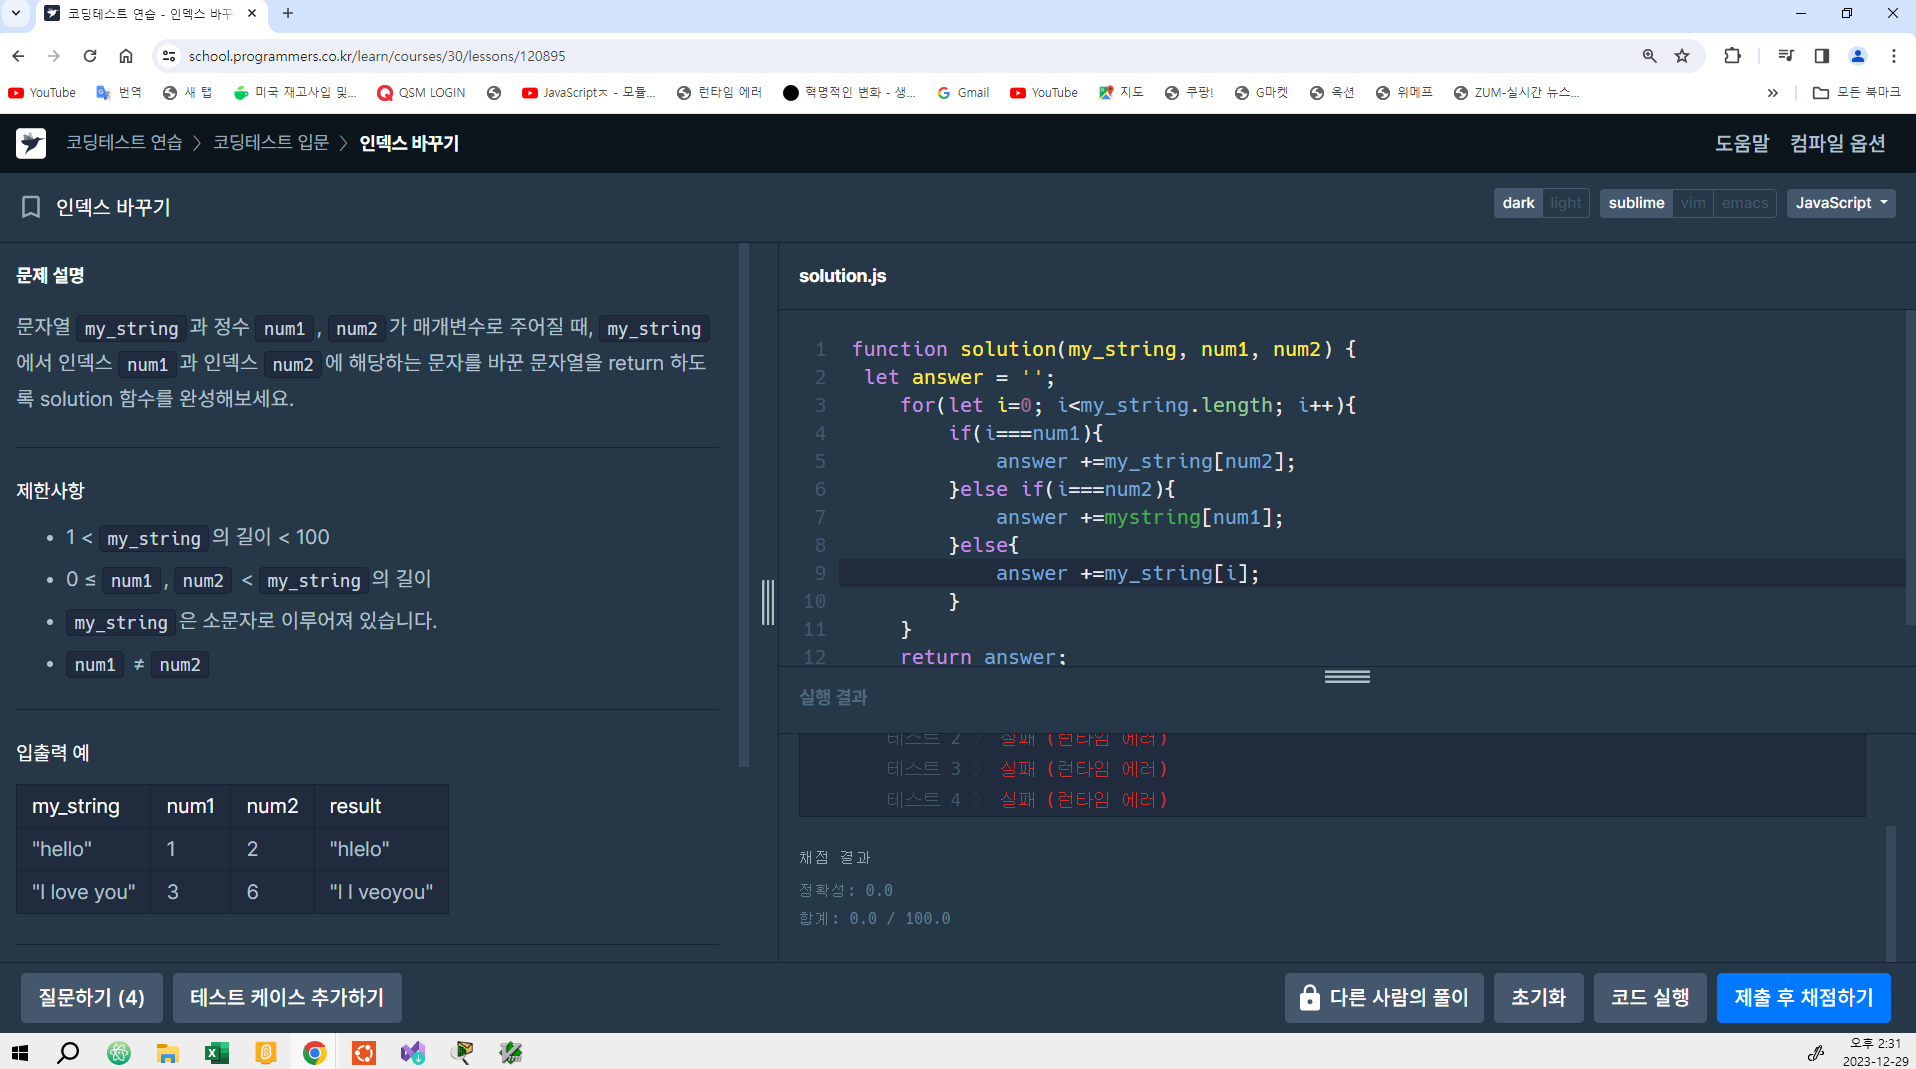 코딩테스트 연습 - 인덱스 바꾸
school.programmers.co.kr/learn/courses/30/lessons/120895
YouTube 번역 새 탭 미국 재고사입 및... QSM LOGIN JavaScriptㅈ - 모듈... 런타임 에러 혁명적인 변화 - 생... Gmail YouTube 지도 쿠팡! G마켓 옥션 위메프 ZUM-실시간 뉴스... » 모든 북마크
코딩테스트 연습 > 코딩테스트 입문 > 인덱스 바꾸기 도움말 컴파일 옵션
인덱스 바꾸기 dark light sublime vim emacs JavaScript
문제 설명
문자열 my_string 과 정수 num1 , num2 가 매개변수로 주어질 때, my_string
에서 인덱스 num1 과 인덱스 num2 에 해당하는 문자를 바꾼 문자열을 return 하도
록 solution 함수를 완성해보세요.
제한사항
• 1 < my_string 의 길이 < 100
• 0 ≤ num1 , num2 < my_string 의 길이
• my_string 은 소문자로 이루어져 있습니다.
• num1 ≠ num2
입출력 예
my_string num1 num2 result
"hello" 1 2 "hlelo"
"I love you" 3 6 "I l veoyou"
solution.js
1 function solution(my_string, num1, num2) {
2 let answer = '';
3 for(let i=0; i<my_string.length; i++){
4 if(i===num1){
5 answer +=my_string[num2];
6 }else if(i===num2){
7 answer +=mystring[num1];
8 }else{
9 answer +=my_string[i];
10 }
11 }
12 return answer;
실행 결과
테스트 2 > 실패 (런타임 에러)
테스트 3 > 실패 (런타임 에러)
테스트 4 > 실패 (런타임 에러)
채점 결과
정확성: 0.0
합계: 0.0 / 100.0
질문하기 (4) 테스트 케이스 추가하기 다른 사람의 풀이 초기화 코드 실행 제출 후 채점하기
오후 2:31
2023-12-29